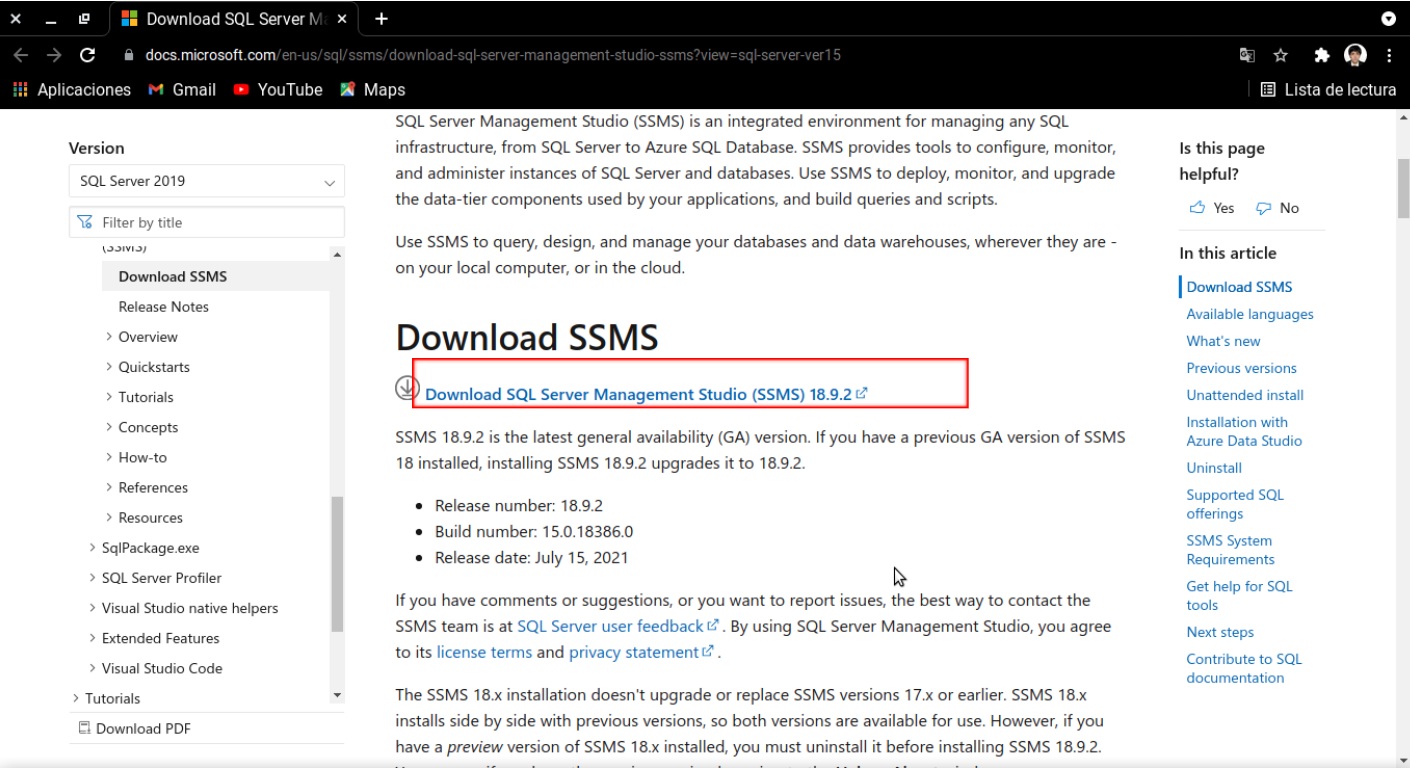 Download SQL Server Ma
docs.microsoft.com/en-us/sql/ssms/download-sql-server-management-studio-ssms?view=sql-server-ver15
Aplicaciones
Gmail
YouTube
Maps
Lista de lectura
Version
SQL Server 2019
Filter by title
(SSMS)
Download SSMS
Release Notes
Overview
Quickstarts
Tutorials
Concepts
How-to
References
Resources
SqlPackage.exe
SQL Server Profiler
Visual Studio native helpers
Extended Features
Visual Studio Code
Tutorials
Download PDF
SQL Server Management Studio (SSMS) is an integrated environment for managing any SQL
infrastructure, from SQL Server to Azure SQL Database. SSMS provides tools to configure, monitor,
and administer instances of SQL Server and databases. Use SSMS to deploy, monitor, and upgrade
the data-tier components used by your applications, and build queries and scripts.
Use SSMS to query, design, and manage your databases and data warehouses, wherever they are -
on your local computer, or in the cloud.
Download SSMS
Download SQL Server Management Studio (SSMS) 18.9.2
SSMS 18.9.2 is the latest general availability (GA) version. If you have a previous GA version of SSMS
18 installed, installing SSMS 18.9.2 upgrades it to 18.9.2.
Release number: 18.9.2
Build number: 15.0.18386.0
Release date: July 15, 2021
If you have comments or suggestions, or you want to report issues, the best way to contact the
SSMS team is at SQL Server user feedback. By using SQL Server Management Studio, you agree
to its license terms and privacy statement.
The SSMS 18.x installation doesn't upgrade or replace SSMS versions 17.x or earlier. SSMS 18.x
installs side by side with previous versions, so both versions are available for use. However, if you
have a preview version of SSMS 18.x installed, you must uninstall it before installing SSMS 18.9.2.
Is this page
helpful?
Yes
No
In this article
Download SSMS
Available languages
What's new
Previous versions
Unattended install
Installation with
Azure Data Studio
Uninstall
Supported SQL
offerings
SSMS System
Requirements
Get help for SQL
tools
Next steps
Contribute to SQL
documentation